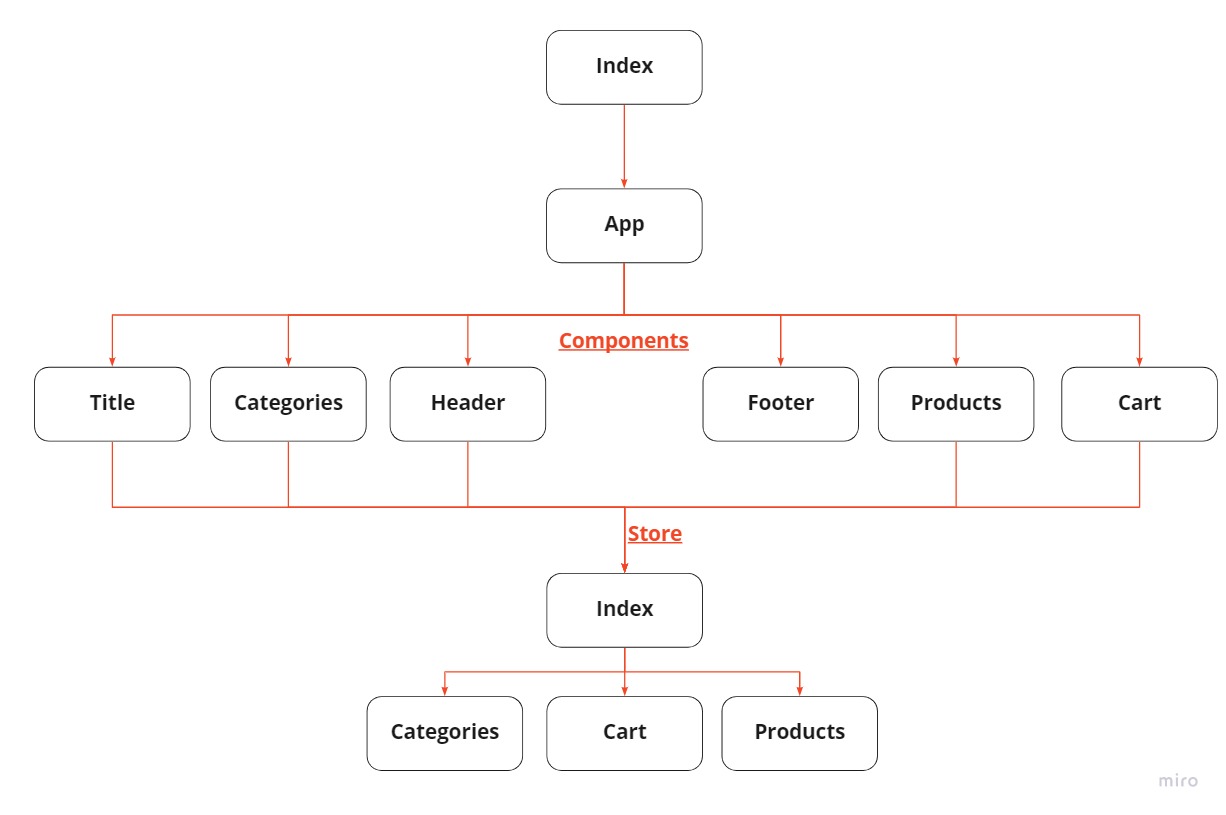 Index
App
Components
Title
Categories
Header
Footer
Products
Cart
Store
Index
Categories
Cart
Products
miro